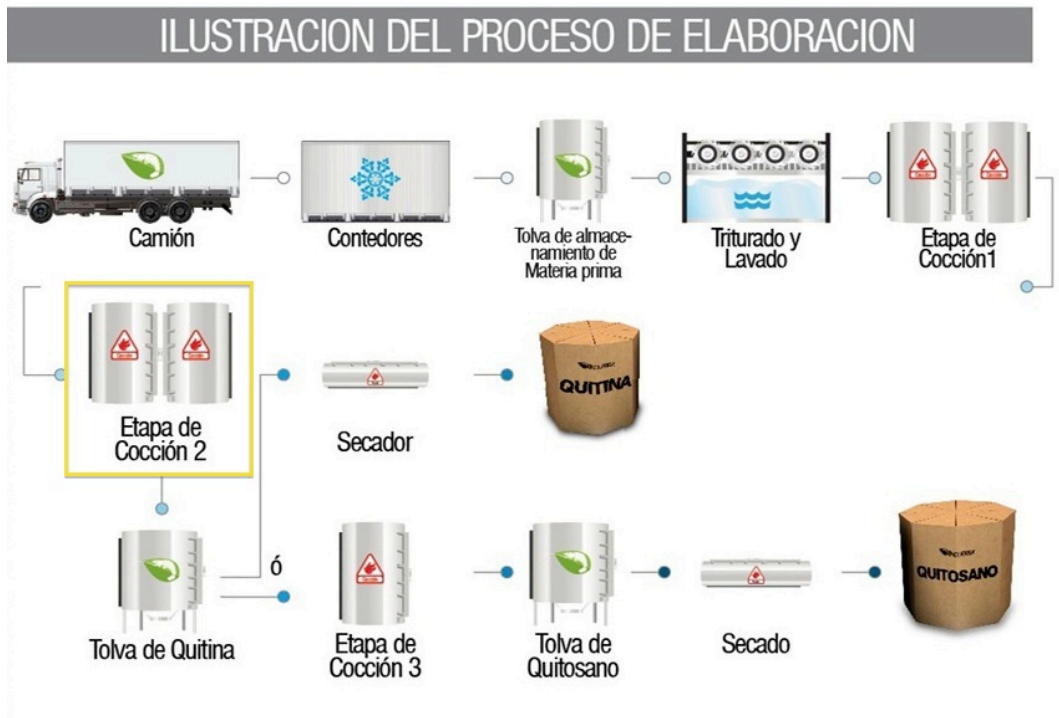 ILUSTRACION DEL PROCESO DE ELABORACION
Camión
Contedores
Tolva de almace-
namiento de
Materia prima
Triturado y
Lavado
Etapa de
Cocción1
Etapa de
Cocción 2
Secador
QUITINA
Tolva de Quitina
ó
Etapa de
Cocción 3
Tolva de
Quitosano
Secado
QUITOSANO